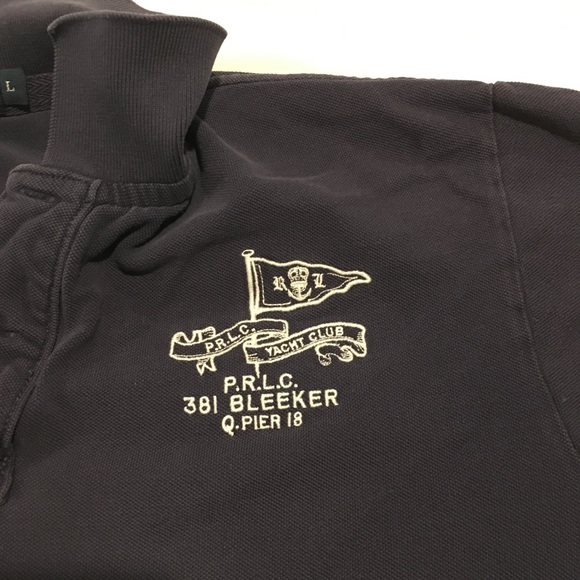 L
R L
P.R.L.C. YACHT CLUB
P.R.L.C.
381 BLEEKER
Q.PIER 18